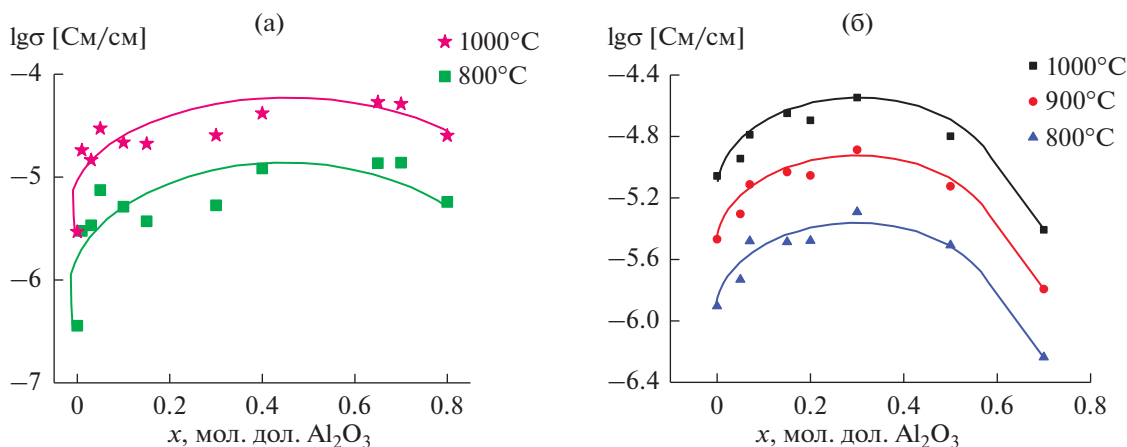 (а)
lgσ [См/см]
1000°C
800°C
−4
−5
−6
−7
0 0.2 0.4 0.6 0.8
x, мол. дол. Al₂O₃
(б)
lgσ [См/см]
1000°C
900°C
800°C
−4.4
−4.8
−5.2
−5.6
−6.0
−6.4
0 0.2 0.4 0.6 0.8
x, мол. дол. Al₂O₃